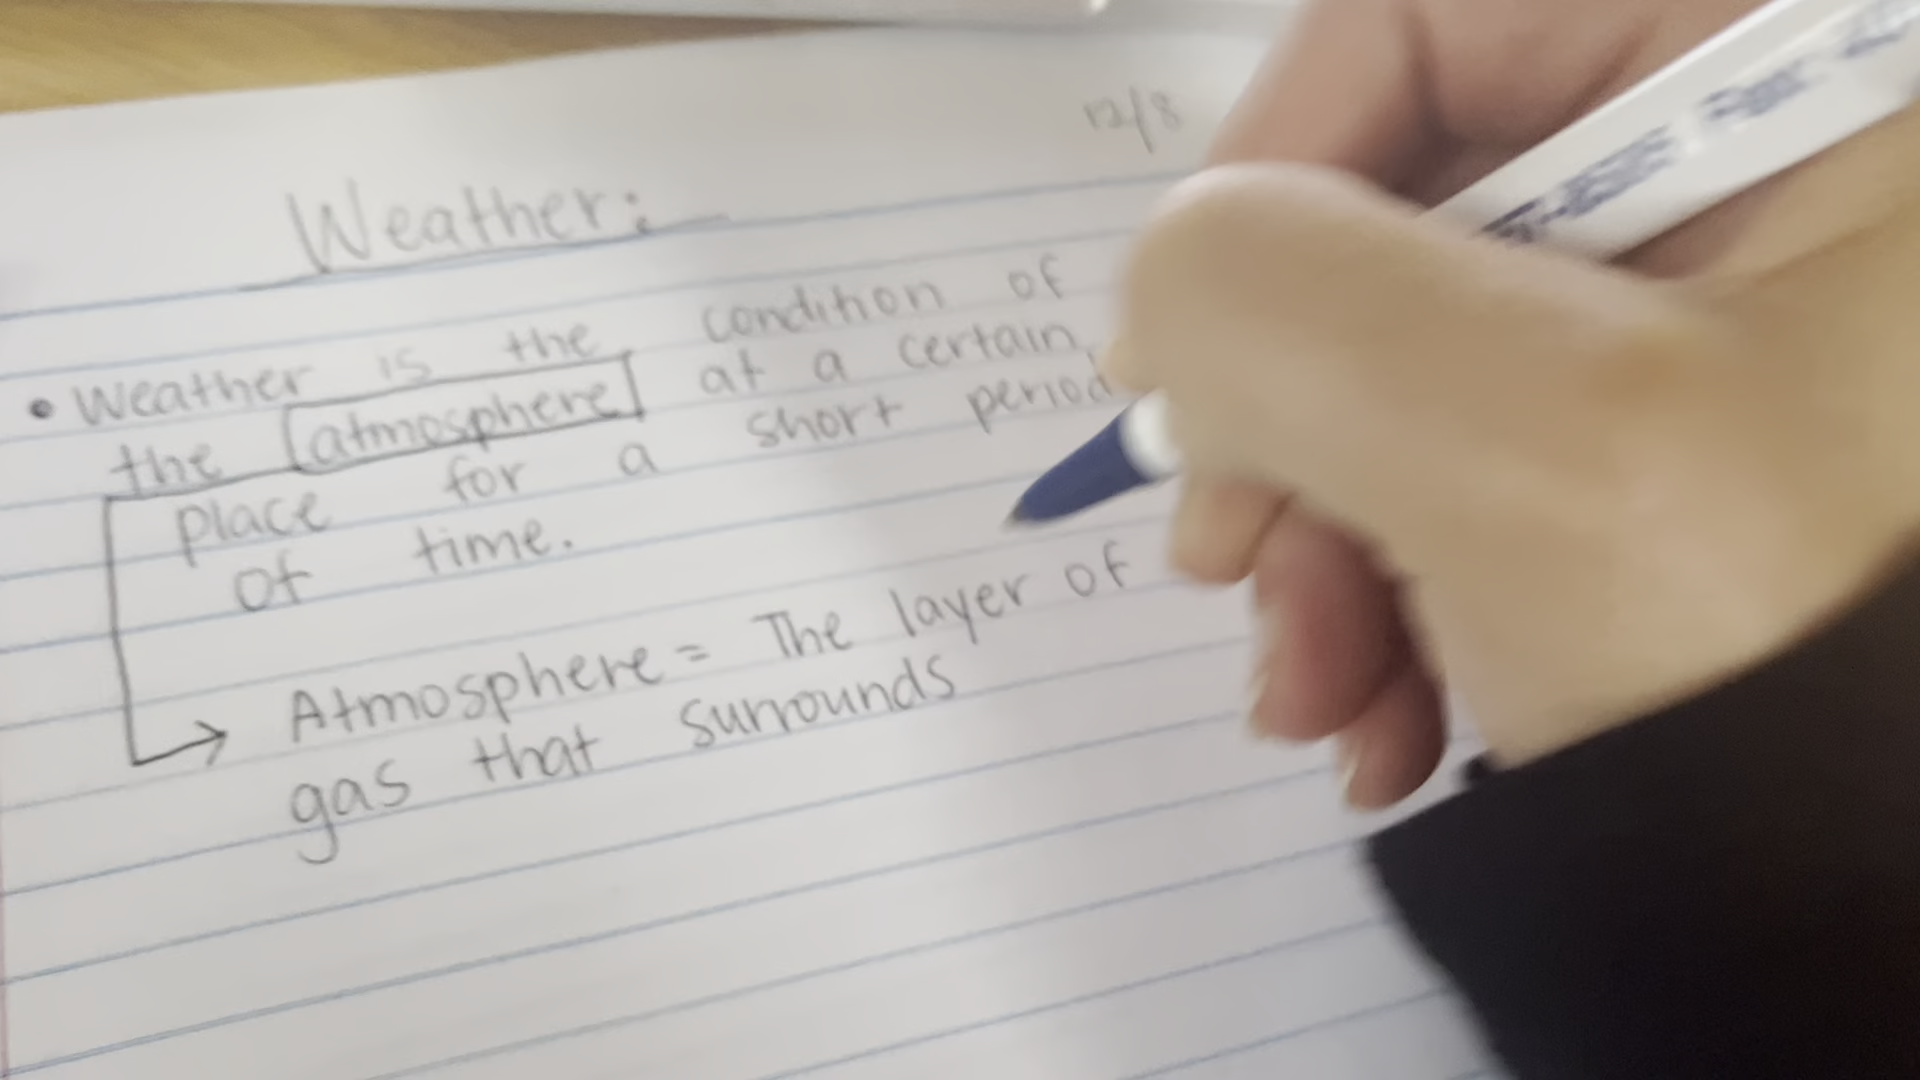 12/8
Weather:
• Weather is the condition of
the atmosphere at a certain
place for a short period
of time.
→ Atmosphere = The layer of
gas that surrounds